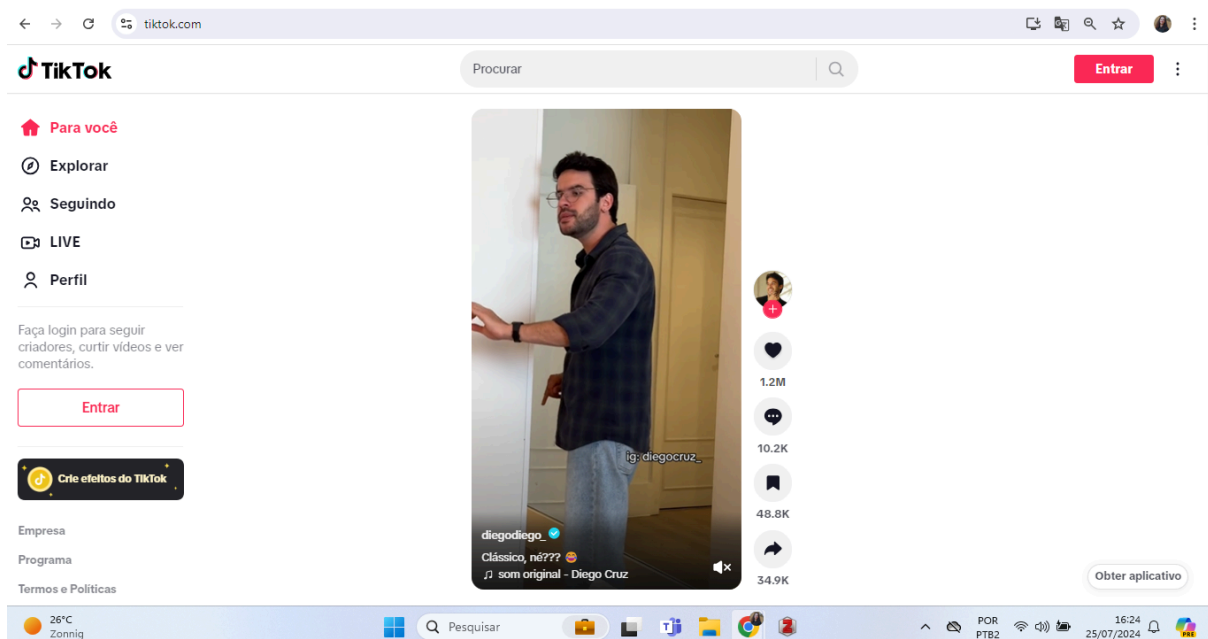 tiktok.com
TikTok
Procurar
Entrar
Para você
Explorar
Seguindo
LIVE
Perfil
Faça login para seguir
criadores, curtir vídeos e ver
comentários.
Entrar
Crie efeitos do TikTok
Empresa
Programa
Termos e Políticas
ig: diegocruz_
diegodiego_
Clássico, né???
som original - Diego Cruz
1.2M
10.2K
48.8K
34.9K
Obter aplicativo
26°C
Zonnig
Pesquisar
POR
PTB2
16:24
25/07/2024
PRE